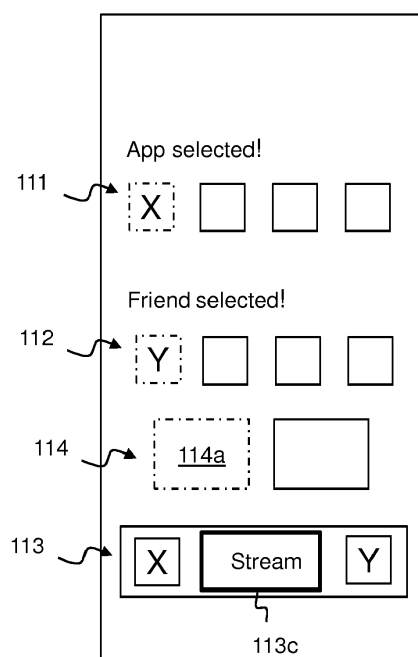 App selected!
111
X
Friend selected!
112
Y
114
114a
113
X Stream Y
113c